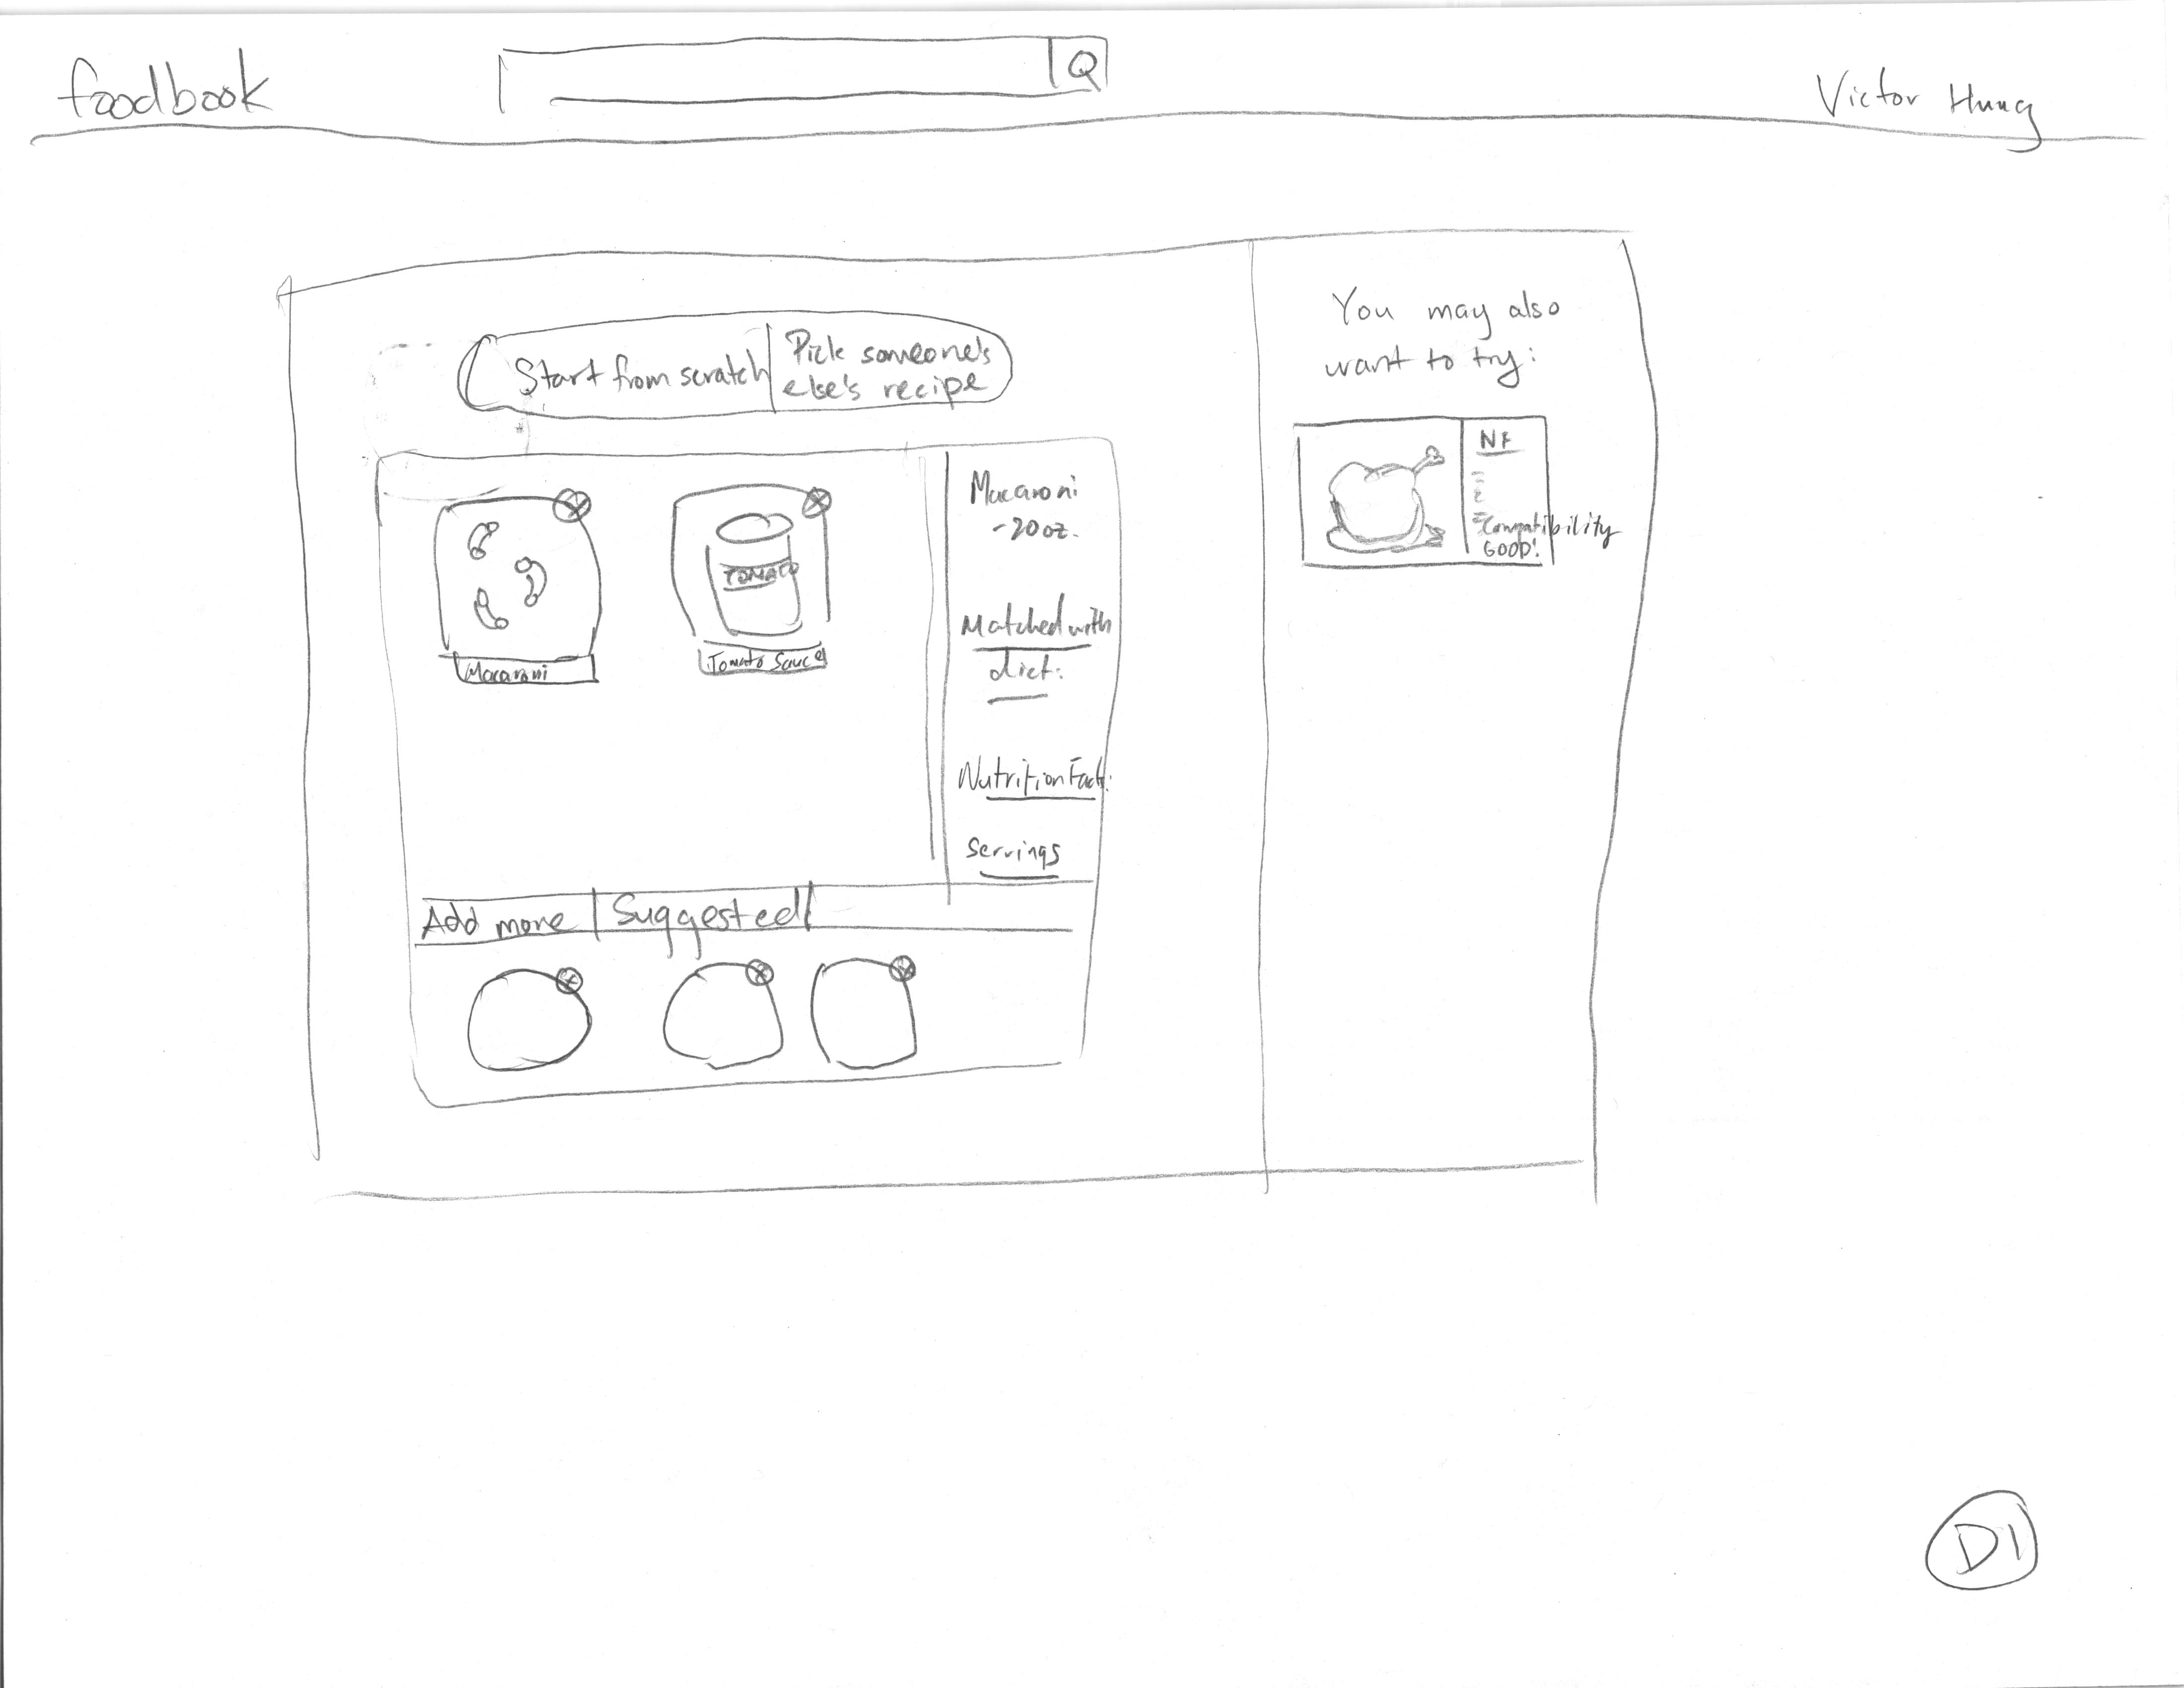 foodbook
Q
Victor Hung
Start from scratch
Pick someone's
else's recipe
You may also
want to try:
NF
Compatibility
GOOD!
TOMATO
Macaroni
Tomato Sauce
Macaroni
-20oz.
Matched with
diet:
Nutrition Fact:
Servings
Add more
Suggested
D1